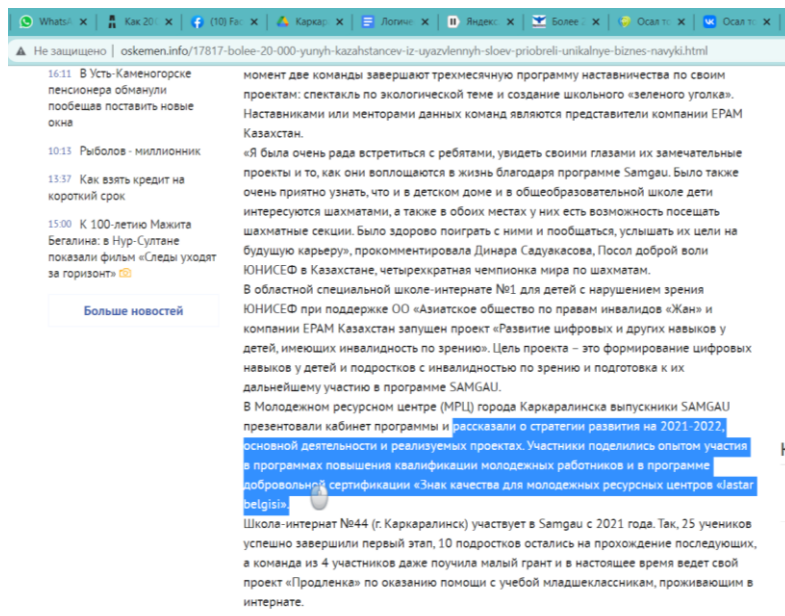 WhatsA
Как 20(
(10) Fac
Каркар
Логиче
Яндекс
Более 2
Осал то
Осал то
Не защищено | oskemen.info/17817-bolee-20-000-yunyh-kazahstancev-iz-uyazvlennyh-sloev-priobreli-unikalnye-biznes-navyki.html
16:11 В Усть-Каменогорске
пенсионера обманули
пообещав поставить новые
окна
10:13 Рыболов - миллионник
13:37 Как взять кредит на
короткий срок
15:00 К 100-летию Мажита
Бегалина: в Нур-Султане
показали фильм «Следы уходят
за горизонт»
Больше новостей
момент две команды завершают трехмесячную программу наставничества по своим
проектам: спектакль по экологической теме и создание школьного «зеленого уголка».
Наставниками или менторами данных команд являются представители компании EPAM
Казахстан.
«Я была очень рада встретиться с ребятами, увидеть своими глазами их замечательные
проекты и то, как они воплощаются в жизнь благодаря программе Samgau. Было также
очень приятно узнать, что и в детском доме и в общеобразовательной школе дети
интересуются шахматами, а также в обоих местах у них есть возможность посещать
шахматные секции. Было здорово поиграть с ними и пообщаться, услышать их цели на
будущую карьеру», прокомментировала Динара Садуакасова, Посол доброй воли
ЮНИСЕФ в Казахстане, четырехкратная чемпионка мира по шахматам.
В областной специальной школе-интернате №1 для детей с нарушением зрения
ЮНИСЕФ при поддержке ОО «Азиатское общество по правам инвалидов «Жан» и
компании EPAM Казахстан запущен проект «Развитие цифровых и других навыков у
детей, имеющих инвалидность по зрению». Цель проекта – это формирование цифровых
навыков у детей и подростков с инвалидностью по зрению и подготовка к их
дальнейшему участию в программе SAMGAU.
В Молодежном ресурсном центре (МРЦ) города Каркаралинска выпускники SAMGAU
презентовали кабинет программы и рассказали о стратегии развития на 2021-2022,
основной деятельности и реализуемых проектах. Участники поделились опытом участия
в программах повышения квалификации молодежных работников и в программе
добровольной сертификации «Знак качества для молодежных ресурсных центров «Jastar
belgisi».
Школа-интернат №44 (г. Каркаралинск) участвует в Samgau с 2021 года. Так, 25 учеников
успешно завершили первый этап, 10 подростков остались на прохождение последующих,
а команда из 4 участников даже поучила малый грант и в настоящее время ведет свой
проект «Продленка» по оказанию помощи с учебой младшеклассникам, проживающим в
интернате.